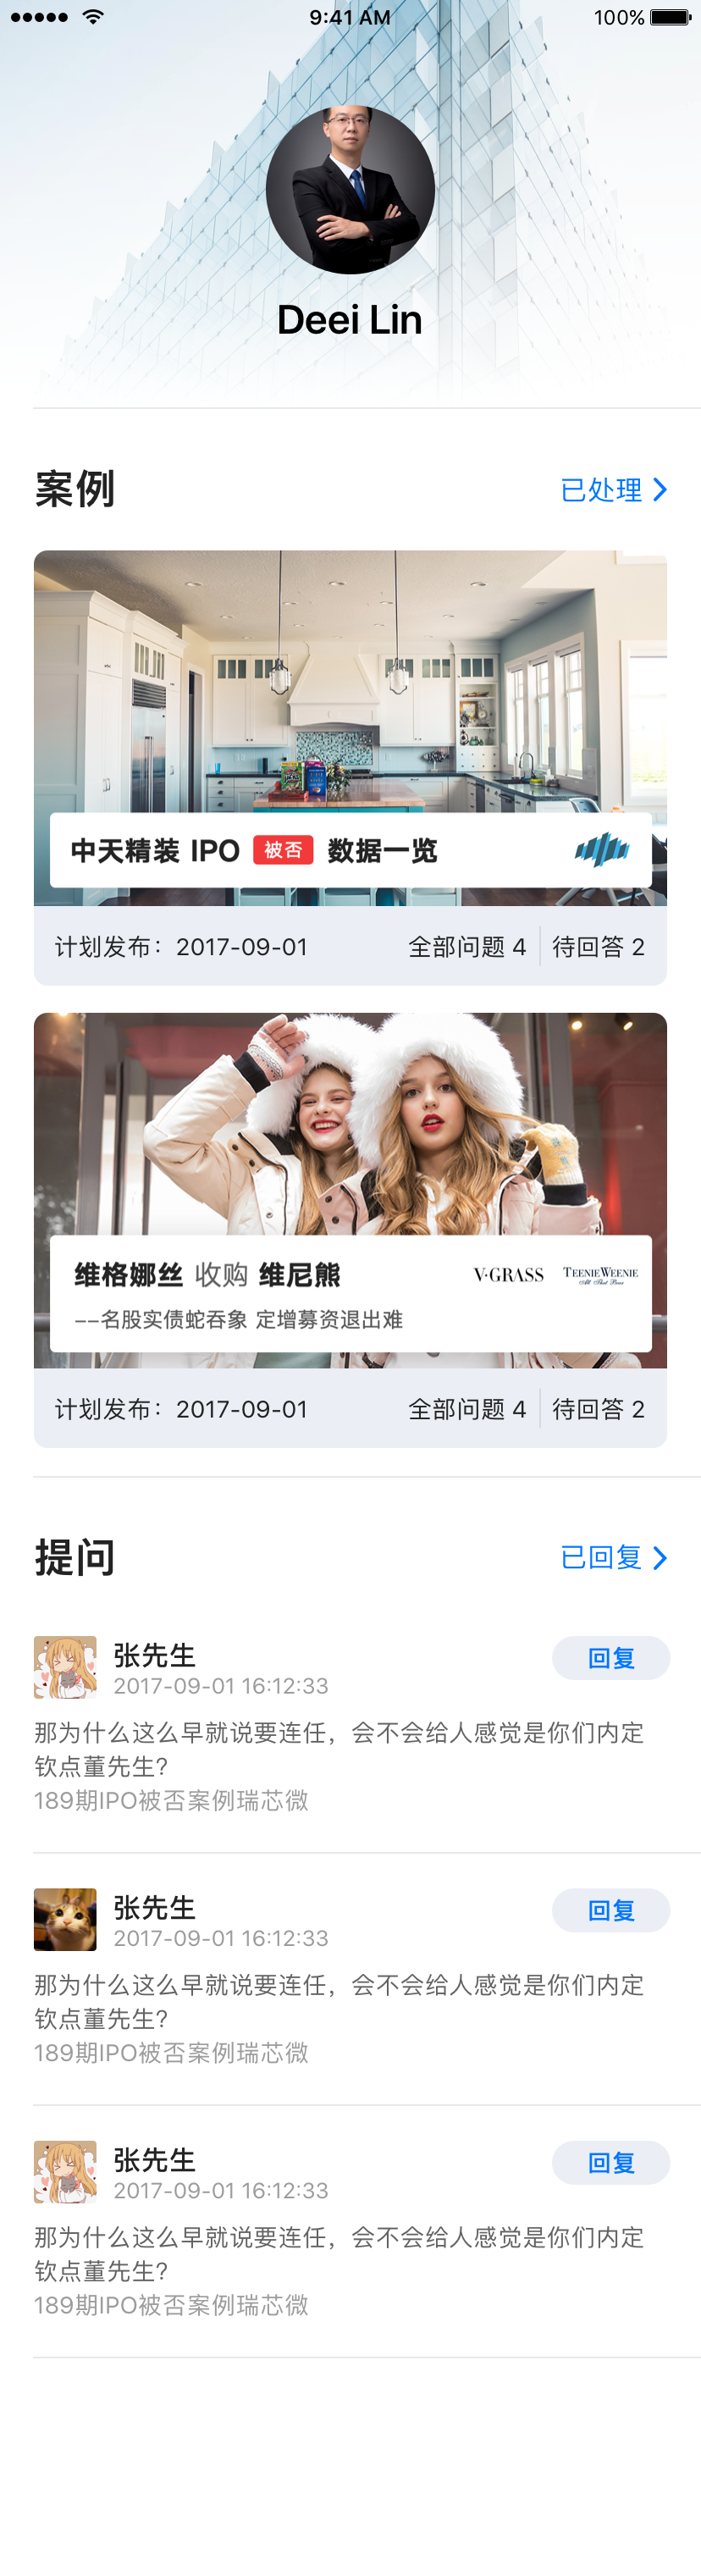 9:41 AM
100%
Deei Lin
案例
已处理
中天精装 IPO 被否 数据一览
计划发布：2017-09-01
全部问题 4
待回答 2
维格娜丝 收购 维尼熊
V·GRASS
TEENIE WEENIE
All That Bear
--名股实债蛇吞象 定增募资退出难
计划发布：2017-09-01
全部问题 4
待回答 2
提问
已回复
张先生
回复
2017-09-01 16:12:33
那为什么这么早就说要连任，会不会给人感觉是你们内定
钦点董先生?
189期IPO被否案例瑞芯微
张先生
回复
2017-09-01 16:12:33
那为什么这么早就说要连任，会不会给人感觉是你们内定
钦点董先生?
189期IPO被否案例瑞芯微
张先生
回复
2017-09-01 16:12:33
那为什么这么早就说要连任，会不会给人感觉是你们内定
钦点董先生?
189期IPO被否案例瑞芯微